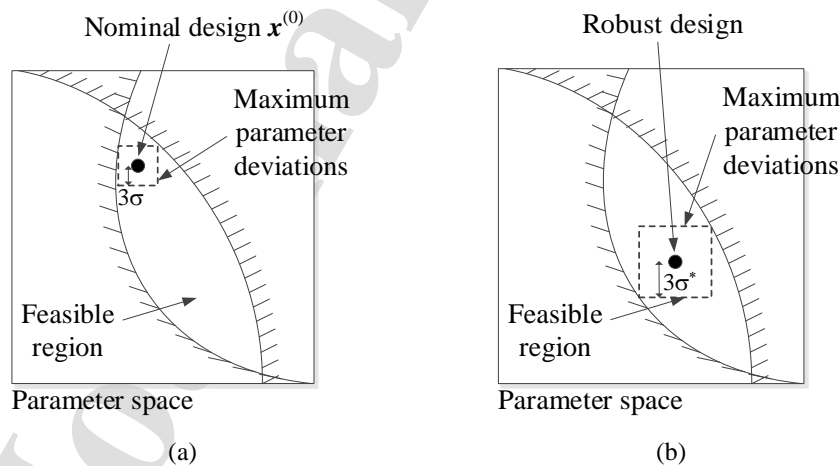 Nominal design x(0)
Maximum
parameter
deviations
3σ
Feasible
region
Parameter space
(a)
Robust design
Maximum
parameter
deviations
3σ*
Feasible
region
Parameter space
(b)